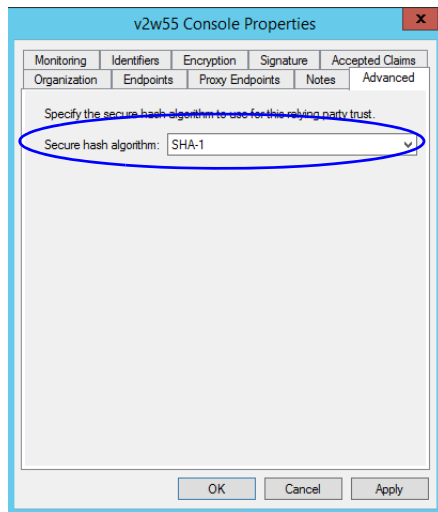 v2w55 Console Properties
x
Monitoring Identifiers Encryption Signature Accepted Claims
Organization Endpoints Proxy Endpoints Notes Advanced
Specify the secure hash algorithm to use for this relying party trust.
Secure hash algorithm: SHA-1
OK Cancel Apply